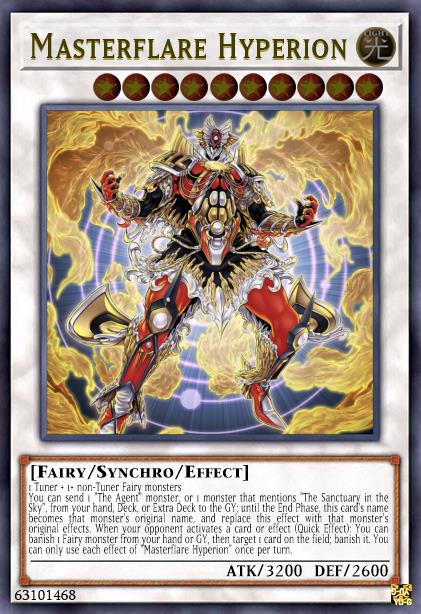 MASTERFLARE HYPERION
LIGHT
光
[FAIRY/SYNCHRO/EFFECT]
1 Tuner + 1+ non-Tuner Fairy monsters
You can send 1 "The Agent" monster, or 1 monster that mentions "The Sanctuary in the
Sky", from your hand, Deck, or Extra Deck to the GY; until the End Phase, this card's name
becomes that monster's original name, and replace this effect with that monster's
original effects. When your opponent activates a card or effect (Quick Effect): You can
banish 1 Fairy monster from your hand or GY, then target 1 card on the field; banish it. You
can only use each effect of "Masterflare Hyperion" once per turn.
ATK/3200 DEF/2600
63101468